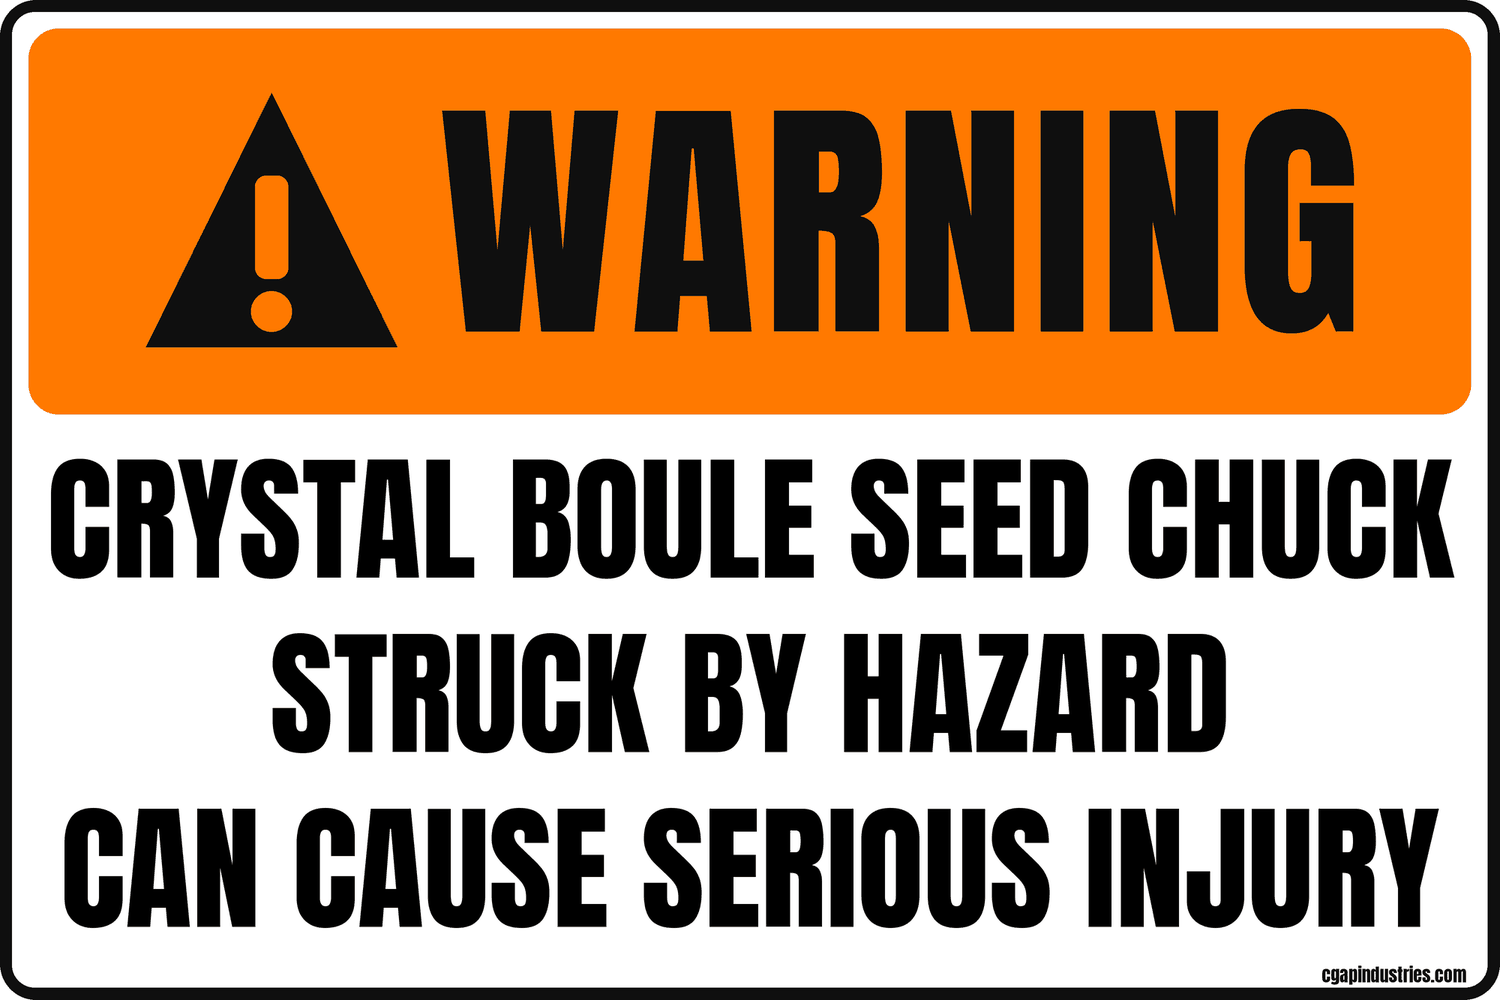 WARNING
CRYSTAL BOULE SEED CHUCK
STRUCK BY HAZARD
CAN CAUSE SERIOUS INJURY
cgapindustries.com